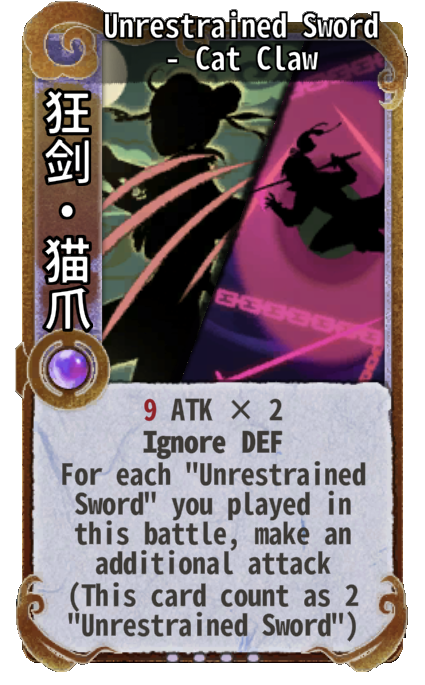 Unrestrained Sword
- Cat Claw
狂剑・猫爪
9 ATK × 2
Ignore DEF
For each "Unrestrained
Sword" you played in
this battle, make an
additional attack
(This card count as 2
"Unrestrained Sword")